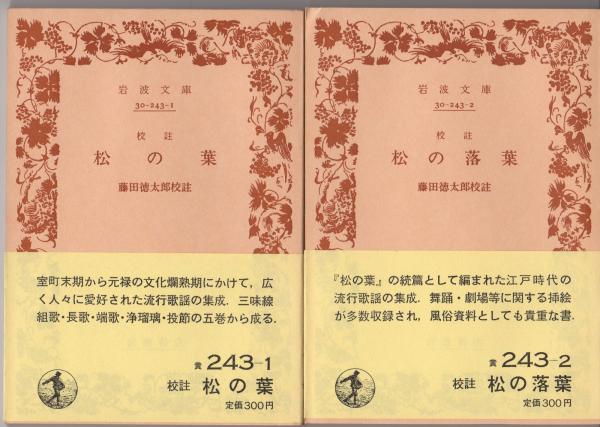 岩波文庫
30-243-1
校註
松の葉
藤田徳太郎校註
室町末期から元禄の文化爛熟期にかけて，広
く人々に愛好された流行歌謡の集成．三味線
組歌・長歌・端歌・浄瑠璃・投節の五巻から成る．
黄 243-1
校註 松の葉
定価300円
岩波文庫
30-243-2
校註
松の落葉
藤田徳太郎校註
『松の葉』の続篇として編まれた江戸時代の
流行歌謡の集成．舞踊・劇場等に関する挿絵
が多数収録され，風俗資料としても貴重な書．
黄 243-2
校註 松の落葉
定価300円